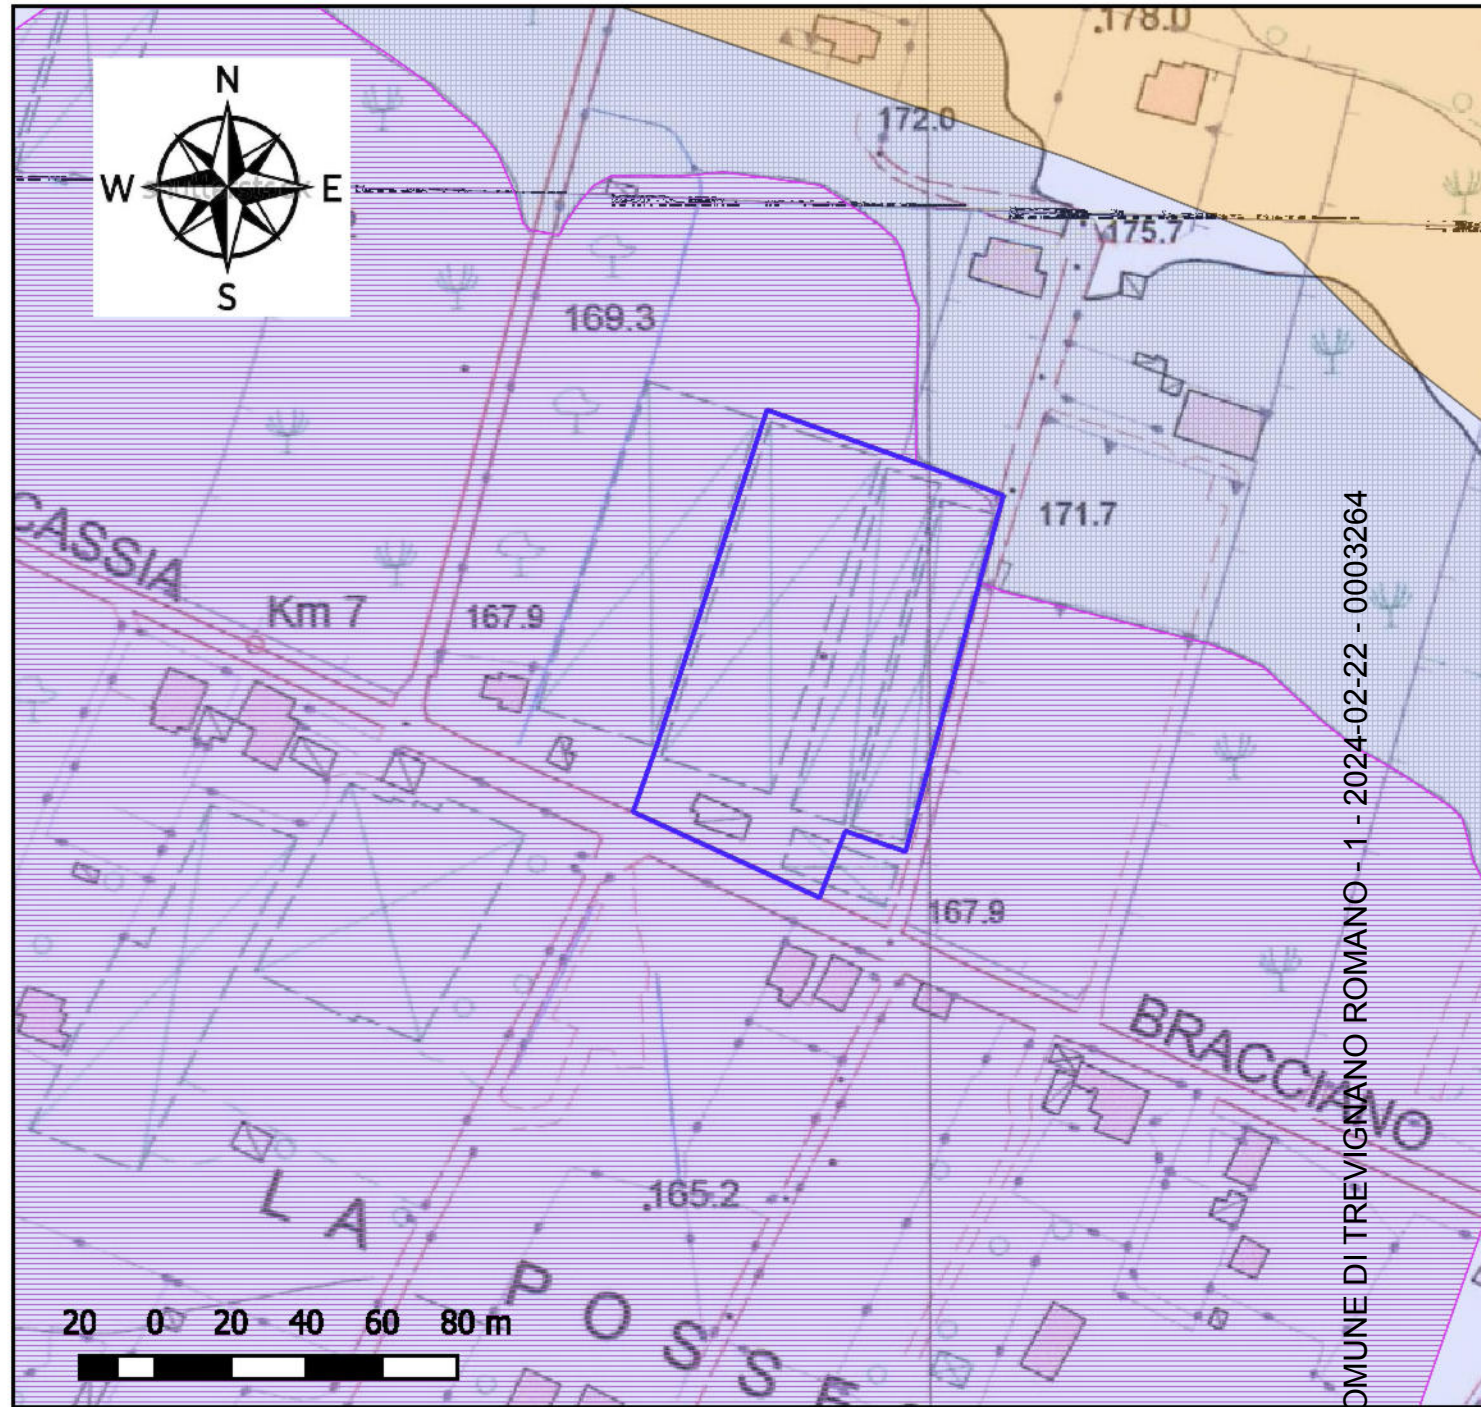 .178.0
N
172.0
W
E
175.7
S
169.3
171.7
CASSIA
Km 7
167.9
167.9
BRACCIANO
.165.2
LA
POSSE
20 0 20 40 60 80 m
OMUNE DI TREVIGNANO ROMANO - 1 - 2024-02-22 - 0003264